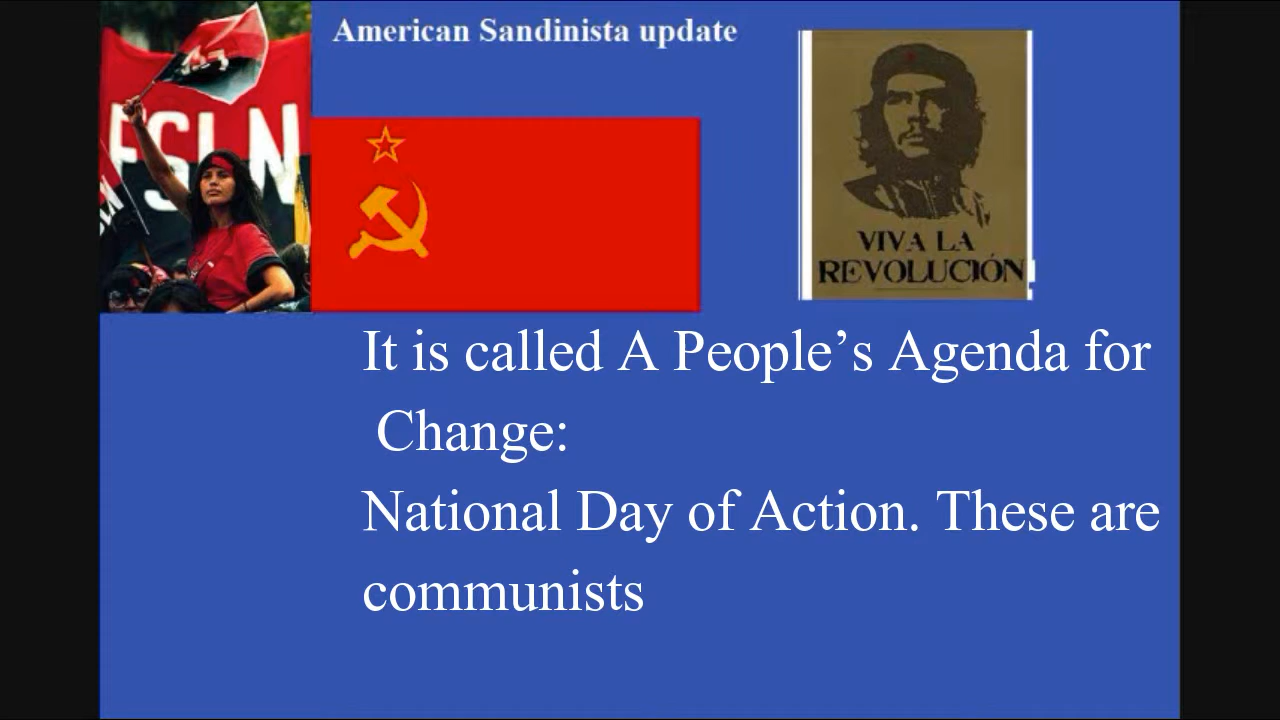 American Sandinista update
FSLN
VIVA LA
REVOLUCIÓN
It is called A People’s Agenda for
Change:
National Day of Action. These are
communists